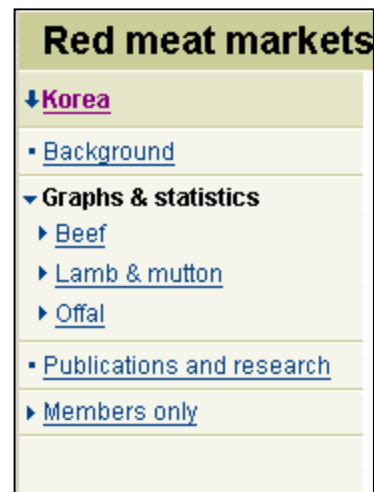 Red meat markets
Korea
Background
Graphs & statistics
Beef
Lamb & mutton
Offal
Publications and research
Members only